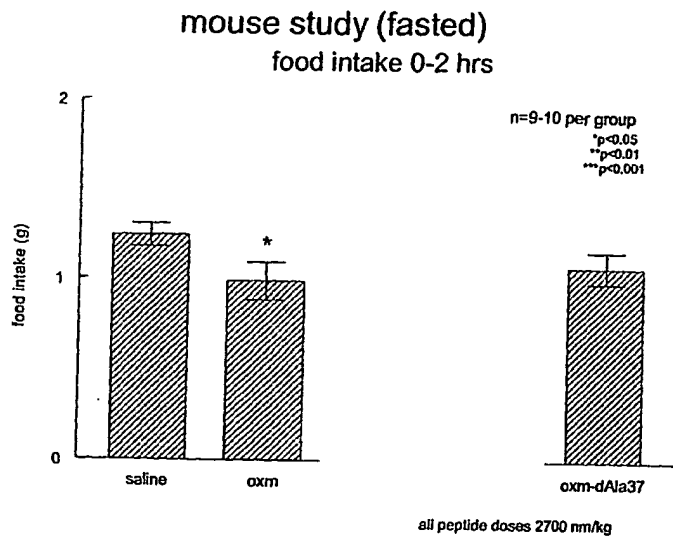 mouse study (fasted)
food intake 0-2 hrs
n=9-10 per group
*p<0.05
**p<0.01
***p<0.001
food intake (g)
2
1
0
*
saline
oxm
oxm-dAla37
all peptide doses 2700 nm/kg